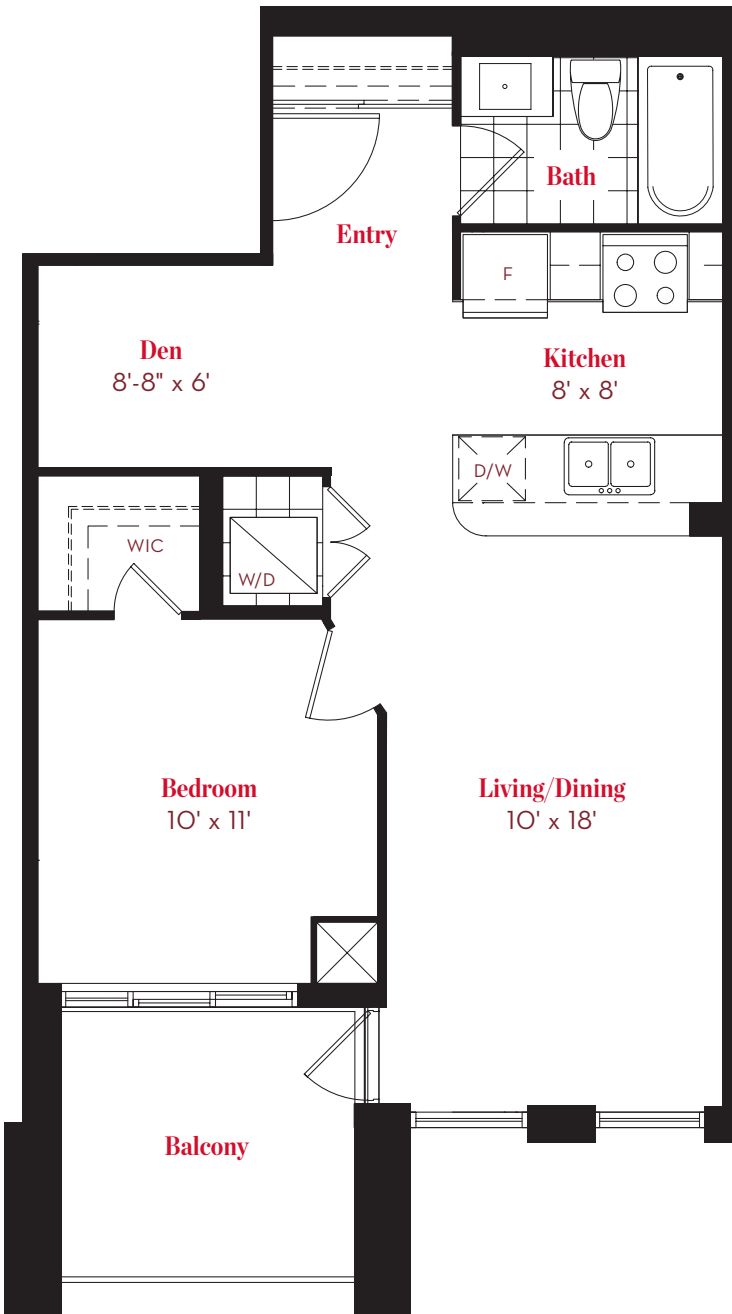 Bath
Entry
F
Den
8'-8" x 6'
Kitchen
8' x 8'
D/W
WIC
W/D
Bedroom
10' x 11'
Living/Dining
10' x 18'
Balcony